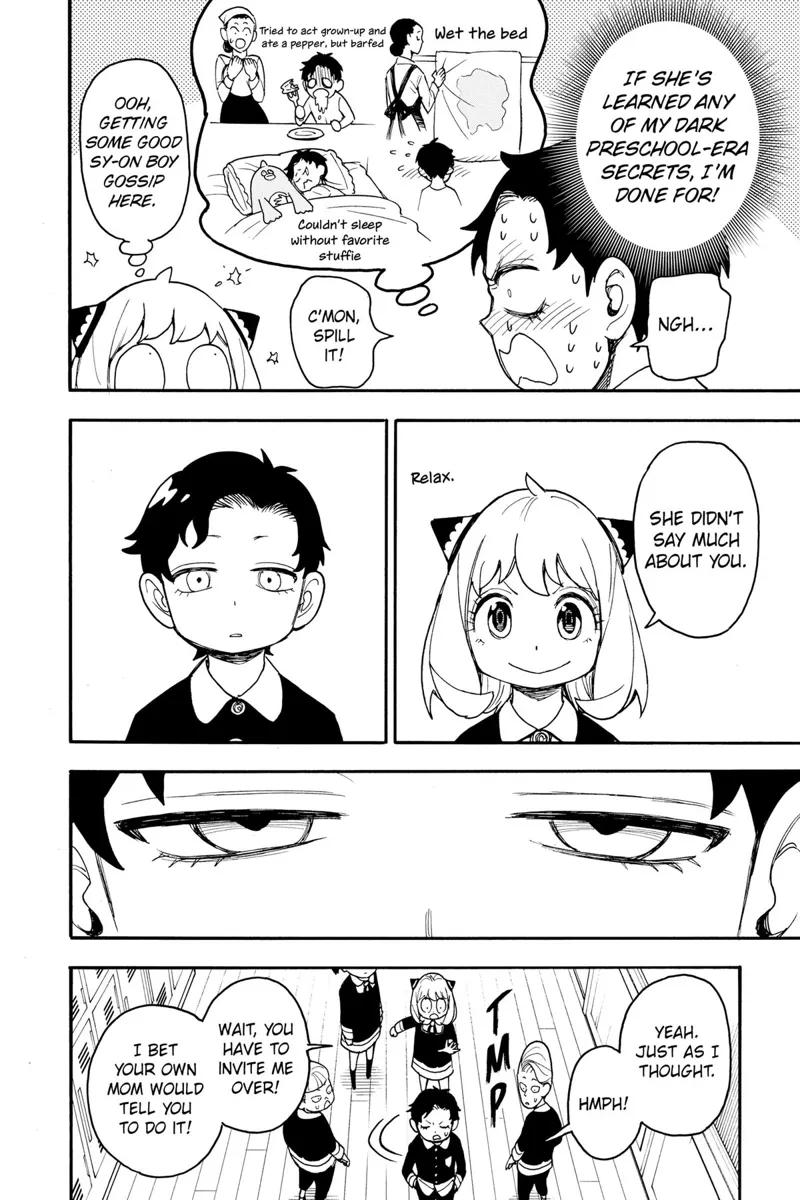 IF SHE'S
LEARNED ANY
OF MY DARK
PRESCHOOL-ERA
SECRETS, I'M
DONE FOR!
Wet the bed
Tried to act grown-up and
ate a pepper, but barfed
Couldn't sleep
without favorite
stuffie
NGH...
OOH,
GETTING
SOME GOOD
SY-ON BOY
GOSSIP
HERE.
C'MON,
SPILL
IT!
SHE DIDN'T
SAY MUCH
ABOUT YOU.
Relax.
YEAH.
JUST AS I
THOUGHT.
HMPH!
TMP
WAIT, YOU
HAVE TO
INVITE ME
OVER!
I BET
YOUR OWN
MOM WOULD
TELL YOU
TO DO IT!